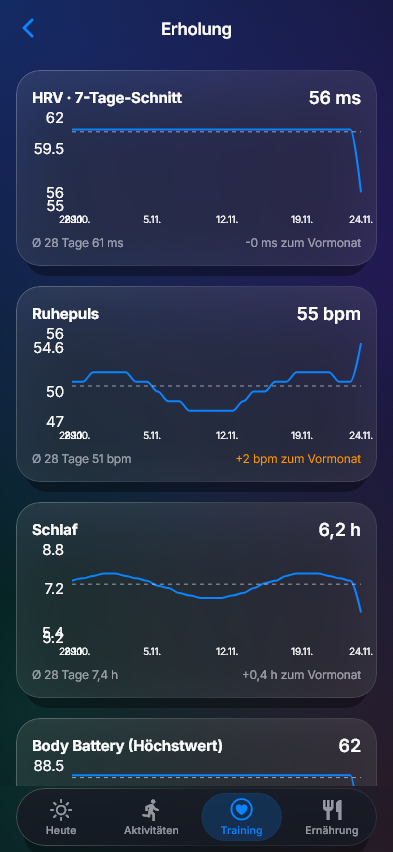 Erholung
HRV · 7-Tage-Schnitt 56 ms
62
59.5
56
55
5.11. 12.11. 19.11. 24.11.
Ø 28 Tage 61 ms -0 ms zum Vormonat
Ruhepuls 55 bpm
56
54.6
50
47
5.11. 12.11. 19.11. 24.11.
Ø 28 Tage 51 bpm +2 bpm zum Vormonat
Schlaf 6,2 h
8.8
7.2
5.4
5.2
5.11. 12.11. 19.11. 24.11.
Ø 28 Tage 7,4 h +0,4 h zum Vormonat
Body Battery (Höchstwert) 62
88.5
Heute Aktivitäten Training Ernährung